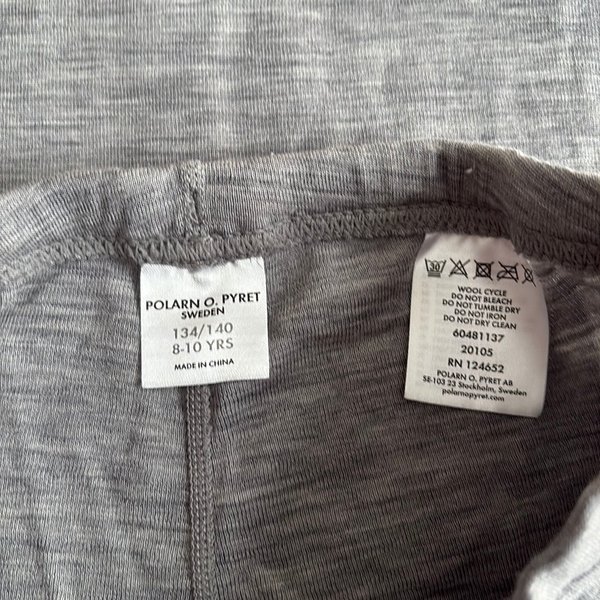 POLARN O. PYRET
SWEDEN
134/140
8-10 YRS
MADE IN CHINA
30
WOOL CYCLE
DO NOT BLEACH
DO NOT TUMBLE DRY
DO NOT IRON
DO NOT DRY CLEAN
60481137
20105
RN 124652
POLARN O. PYRET AB
SE-103 23 Stockholm, Sweden
polarnopyret.com